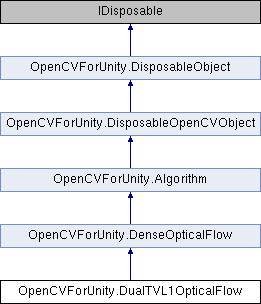 IDisposable
OpenCVForUnity.DisposableObject
OpenCVForUnity.DisposableOpenCVObject
OpenCVForUnity.Algorithm
OpenCVForUnity.DenseOpticalFlow
OpenCVForUnity.DualTVL1OpticalFlow